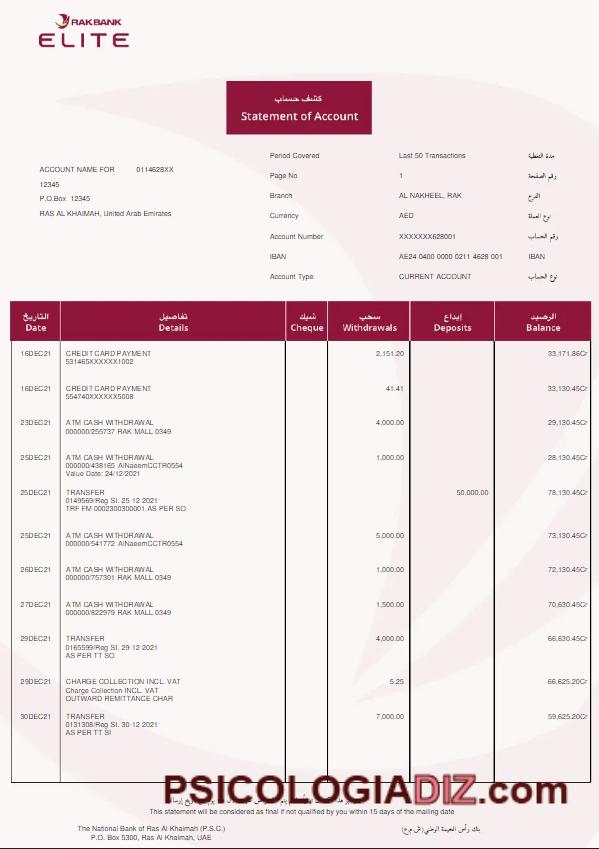 RAKBANK
ELITE
كشف حساب
Statement of Account
ACCOUNT NAME FOR 0114628XX
12345
P.O.Box 12345
RAS AL KHAIMAH, United Arab Emirates
Period Covered Last 50 Transactions مدة التغطية
Page No 1 رقم الصفحة
Branch AL NAKHEEL, RAK الفرع
Currency AED نوع العملة
Account Number XXXXXXX628001 رقم الحساب
IBAN AE24 0400 0000 0211 4628 001 IBAN
Account Type CURRENT ACCOUNT نوع الحساب
التاريخ تفاصيل شيك سحب إيداع الرصيد
Date Details Cheque Withdrawals Deposits Balance
16DEC21 CREDIT CARD PAYMENT 2,151.20 33,171.86Cr
531465XXXXXX1002
16DEC21 CREDIT CARD PAYMENT 41.41 33,130.45Cr
554740XXXXXX5008
23DEC21 ATM CASH WITHDRAWAL 4,000.00 29,130.45Cr
000000/255737 RAK MALL 0349
25DEC21 ATM CASH WITHDRAWAL 1,000.00 28,130.45Cr
000000/438165 AlNaeemCCTR0554
Value Date: 24/12/2021
25DEC21 TRANSFER 50,000.00 78,130.45Cr
0149569/Reg SI. 25-12 2021
TRF FM 0002300300001 AS PER SO
25DEC21 ATM CASH WITHDRAWAL 5,000.00 73,130.45Cr
000000/541772 AlNaeemCCTR0554
26DEC21 ATM CASH WITHDRAWAL 1,000.00 72,130.45Cr
000000/757301 RAK MALL 0349
27DEC21 ATM CASH WITHDRAWAL 1,500.00 70,630.45Cr
000000/822979 RAK MALL 0349
29DEC21 TRANSFER 4,000.00 66,630.45Cr
0165599/Reg SI. 29-12 2021
AS PER TT SO
29DEC21 CHARGE COLLECTION-INCL. VAT 5.25 66,625.20Cr
Charge Collection-INCL. VAT
OUTWARD REMITTANCE CHAR
30DEC21 TRANSFER 7,000.00 59,625.20Cr
0131308/Reg SI. 30-12-2021
AS PER TT SI
PSICOLOGIADIZ.com
This statement will be considered as final if not qualified by you within 15 days of the mailing date
The National Bank of Ras Al-Khaimah (P.S.C.) بنك رأس الخيمة الوطني (ش.م.ع)
P.O. Box 5300, Ras Al-Khaimah, UAE